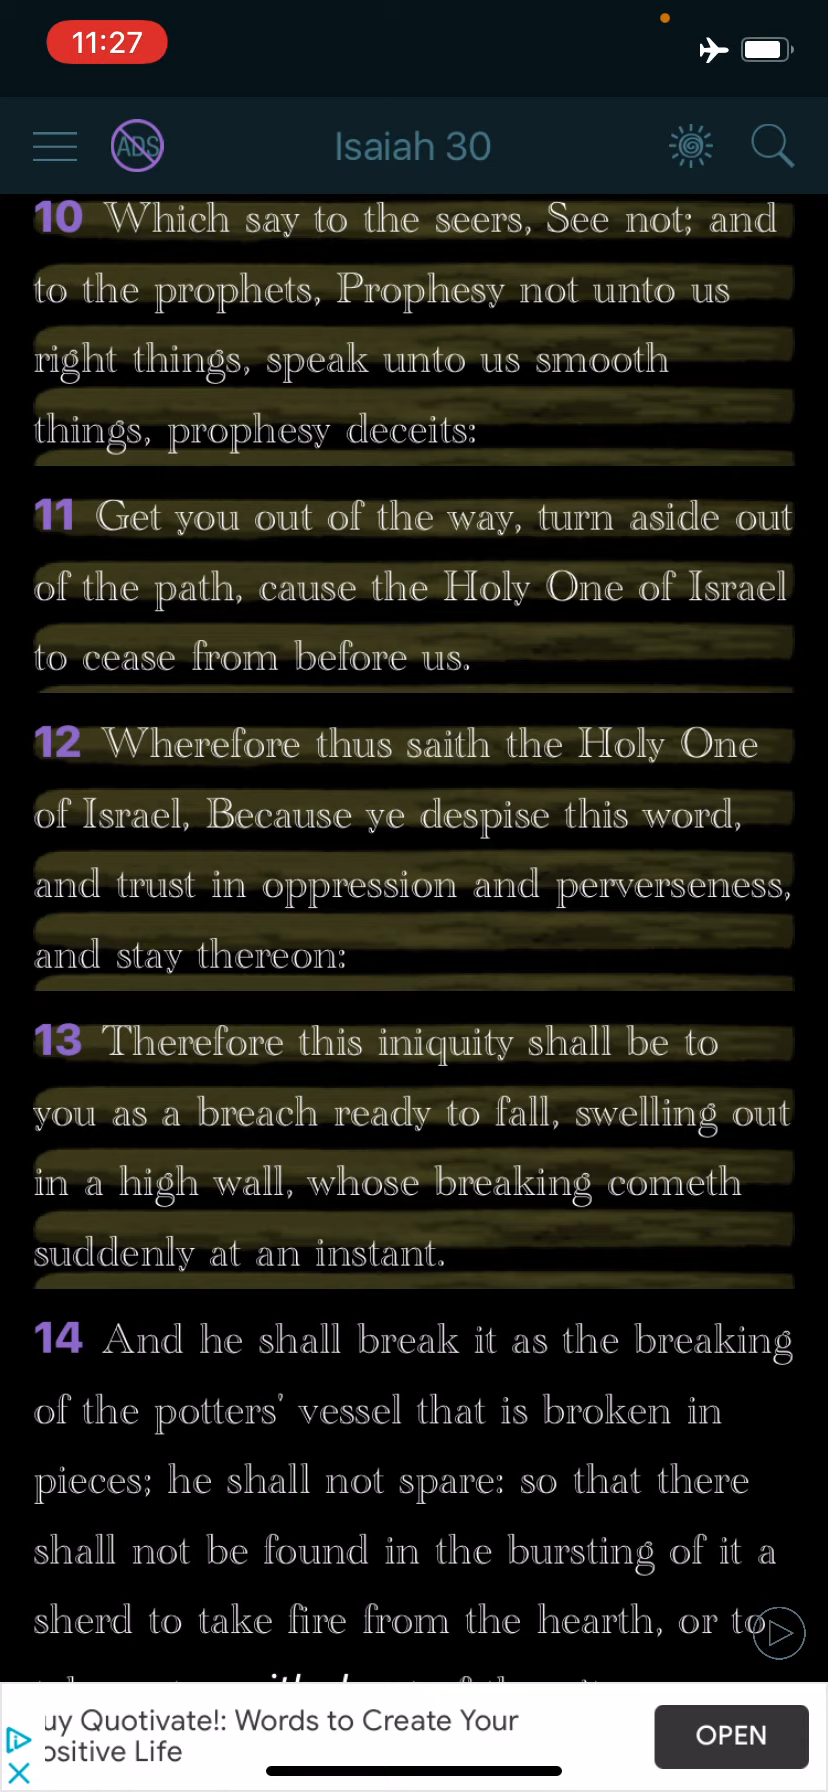 11:27
ADS
Isaiah 30
10 Which say to the seers, See not; and
to the prophets, Prophesy not unto us
right things, speak unto us smooth
things, prophesy deceits:
11 Get you out of the way, turn aside out
of the path, cause the Holy One of Israel
to cease from before us.
12 Wherefore thus saith the Holy One
of Israel, Because ye despise this word,
and trust in oppression and perverseness,
and stay thereon:
13 Therefore this iniquity shall be to
you as a breach ready to fall, swelling out
in a high wall, whose breaking cometh
suddenly at an instant.
14 And he shall break it as the breaking
of the potters' vessel that is broken in
pieces; he shall not spare: so that there
shall not be found in the bursting of it a
sherd to take fire from the hearth, or to
uy Quotivate!: Words to Create Your
ositive Life
OPEN